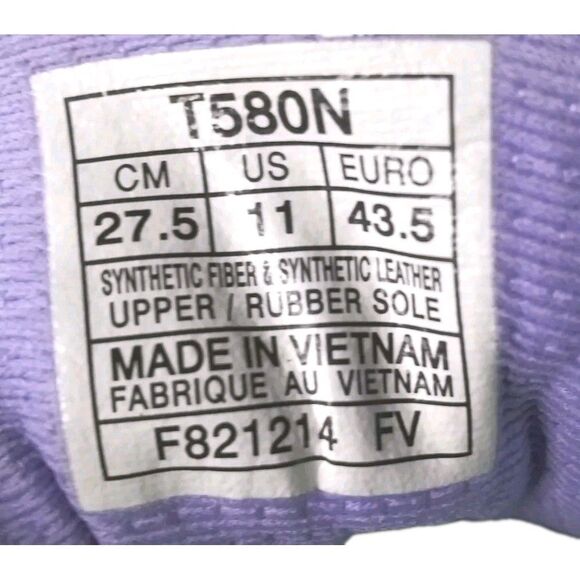 T580N
CM US EURO
27.5 11 43.5
SYNTHETIC FIBER & SYNTHETIC LEATHER
UPPER / RUBBER SOLE
MADE IN VIETNAM
FABRIQUE AU VIETNAM
F821214 FV